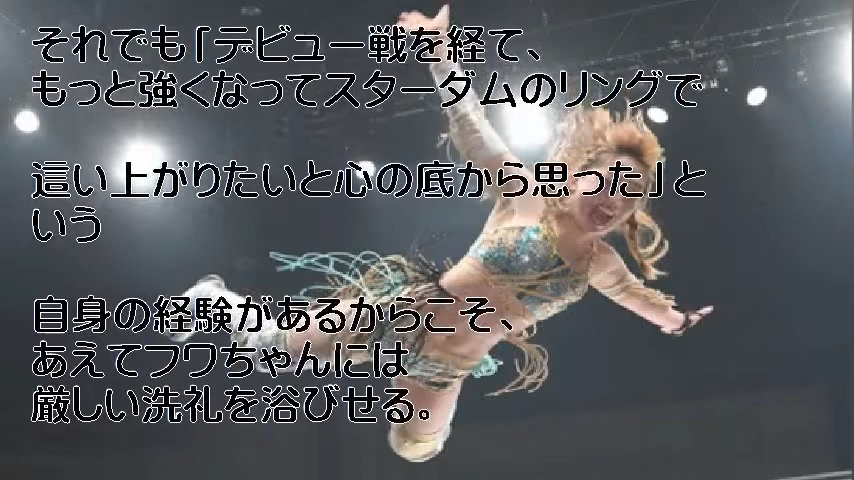 それでも「デビュー戦を経て、
もっと強くなってスターダムのリングで
這い上がりたいと心の底から思った」と
いう
自身の経験があるからこそ、
あえてフワちゃんには
厳しい洗礼を浴びせる。